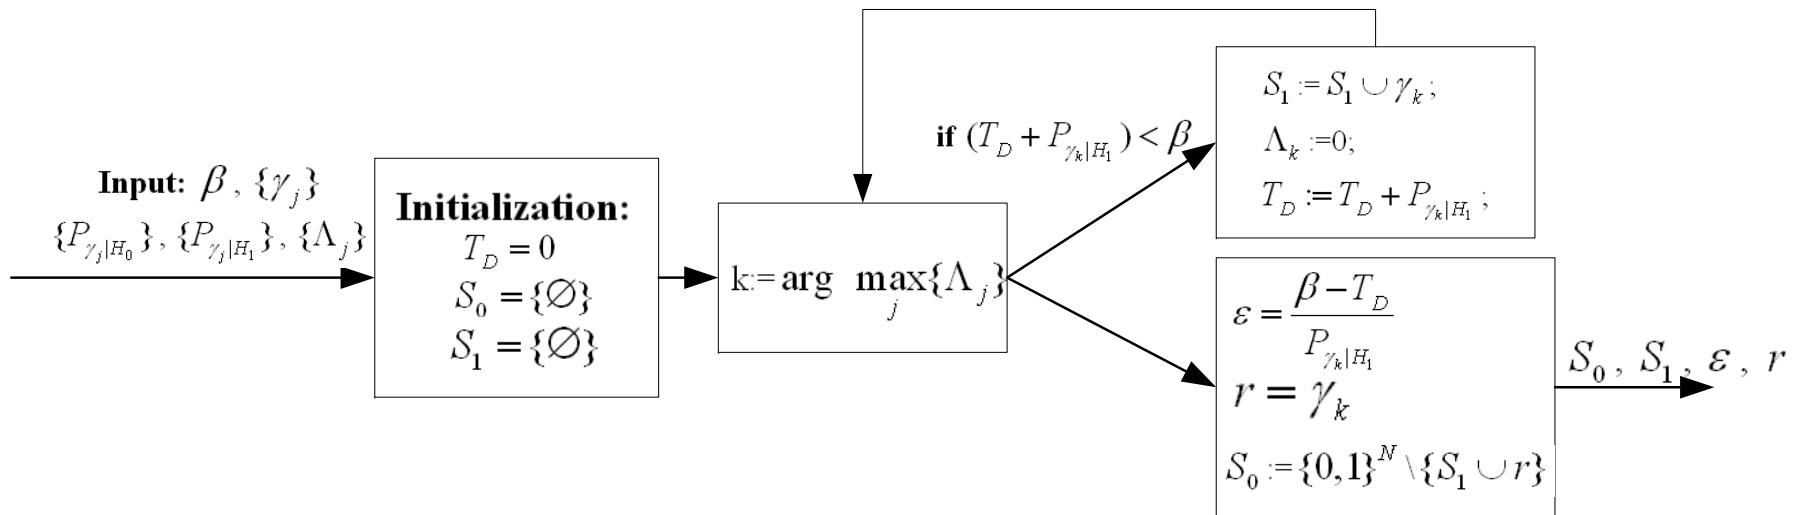 Input: β, {γ_j}
{P_{γ_j|H_0}}, {P_{γ_j|H_1}}, {Λ_j}
Initialization:
T_D = 0
S_0 = {∅}
S_1 = {∅}
k:= arg max_j{Λ_j}
if (T_D + P_{γ_k|H_1}) < β
S_1 := S_1 ∪ γ_k;
Λ_k :=0;
T_D := T_D + P_{γ_k|H_1};
ε = \frac{β − T_D}{P_{γ_k|H_1}}
r = γ_k
S_0 := {0,1}^N \ {S_1 ∪ r}
S_0, S_1, ε, r